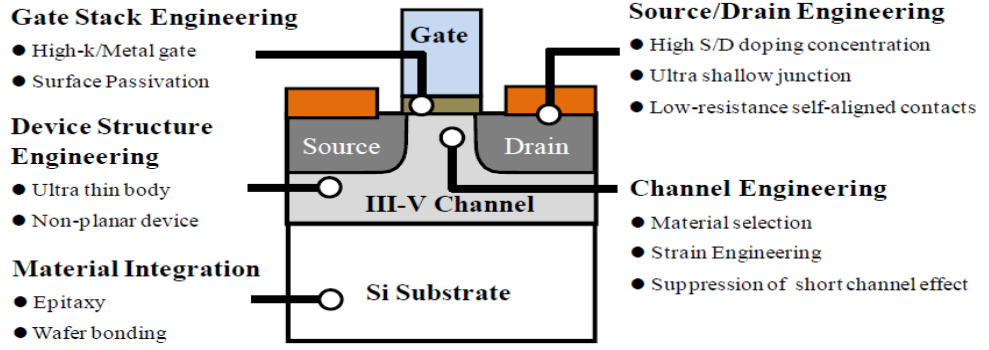 Gate Stack Engineering
● High-k/Metal gate
● Surface Passivation
Device Structure
Engineering
● Ultra thin body
● Non-planar device
Material Integration
● Epitaxy
● Wafer bonding
Gate
Source
Drain
III-V Channel
Si Substrate
Source/Drain Engineering
● High S/D doping concentration
● Ultra shallow junction
● Low-resistance self-aligned contacts
Channel Engineering
● Material selection
● Strain Engineering
● Suppression of short channel effect